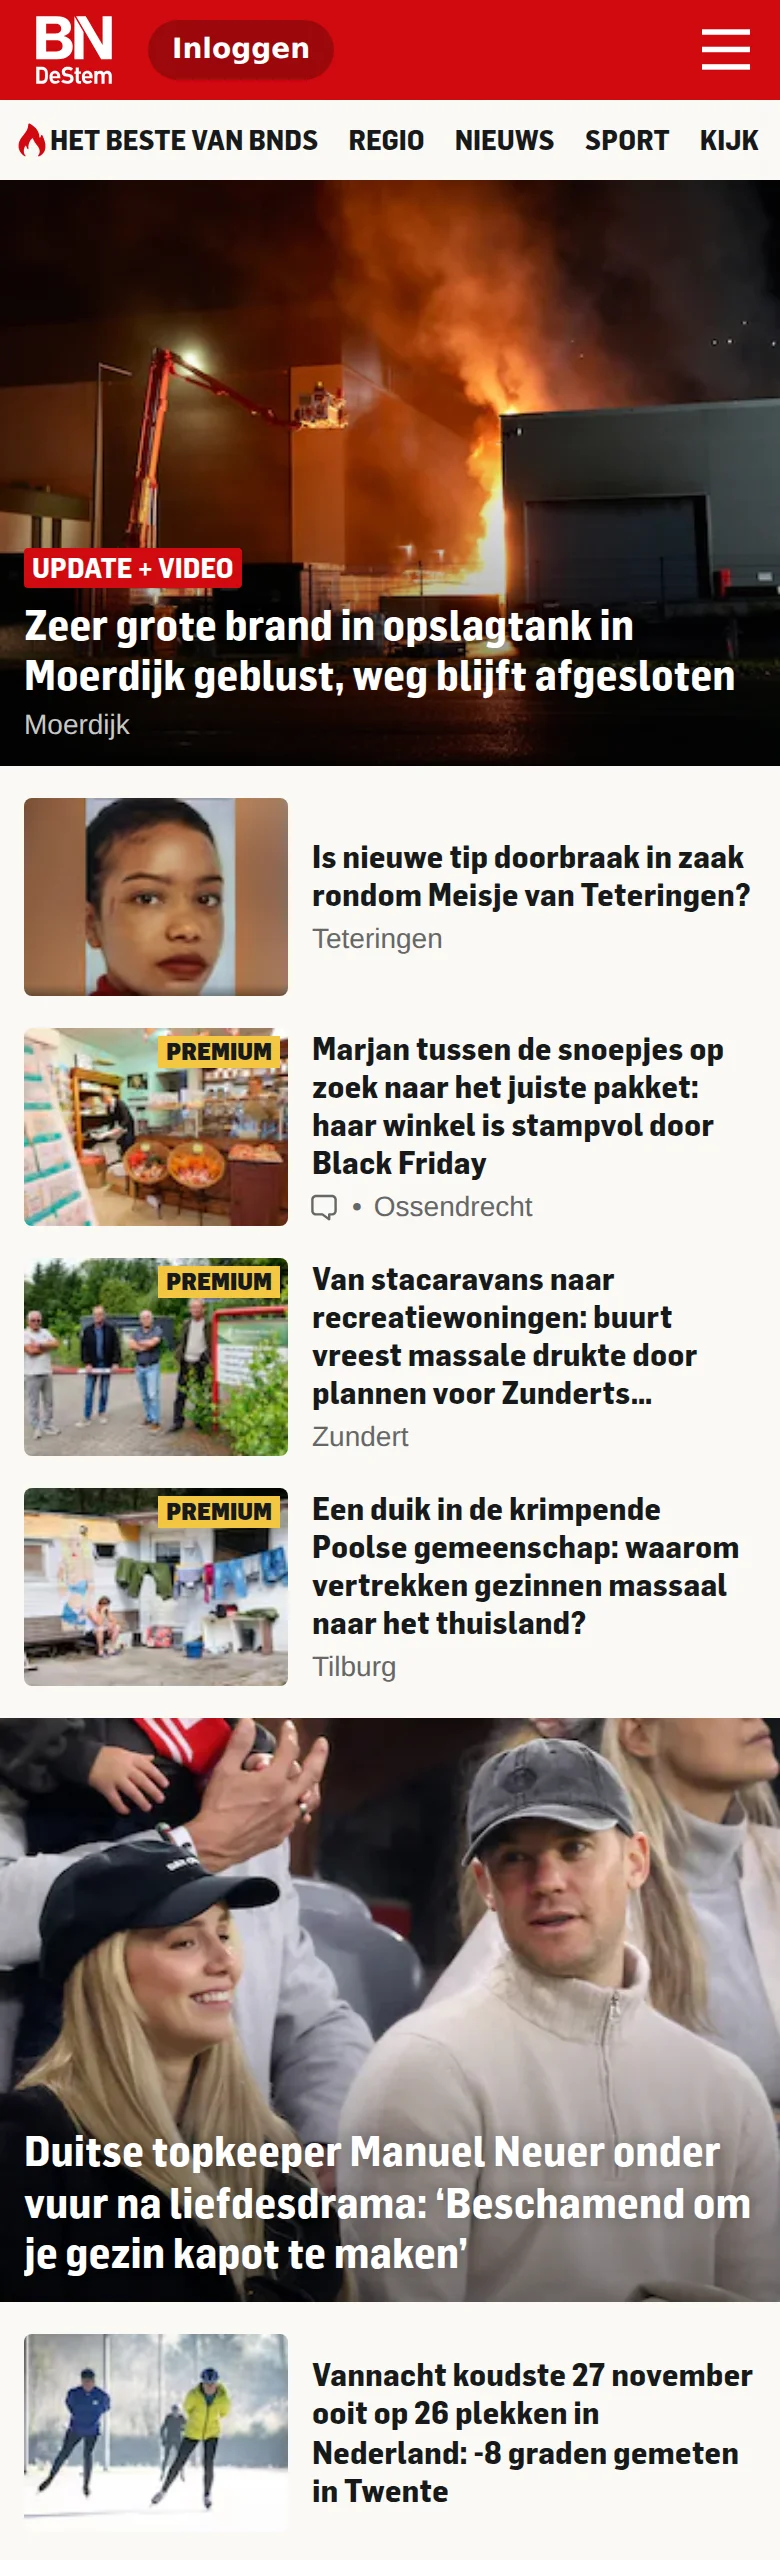 BN
DeStem
Inloggen
HET BESTE VAN BNDS REGIO NIEUWS SPORT KIJK
UPDATE + VIDEO
Zeer grote brand in opslagtank in
Moerdijk geblust, weg blijft afgesloten
Moerdijk
Is nieuwe tip doorbraak in zaak
rondom Meisje van Teteringen?
Teteringen
PREMIUM
Marjan tussen de snoepjes op
zoek naar het juiste pakket:
haar winkel is stampvol door
Black Friday
• Ossendrecht
PREMIUM
Van stacaravans naar
recreatiewoningen: buurt
vreest massale drukte door
plannen voor Zunderts...
Zundert
PREMIUM
Een duik in de krimpende
Poolse gemeenschap: waarom
vertrekken gezinnen massaal
naar het thuisland?
Tilburg
Duitse topkeeper Manuel Neuer onder
vuur na liefdesdrama: ‘Beschamend om
je gezin kapot te maken’
Vannacht koudste 27 november
ooit op 26 plekken in
Nederland: -8 graden gemeten
in Twente